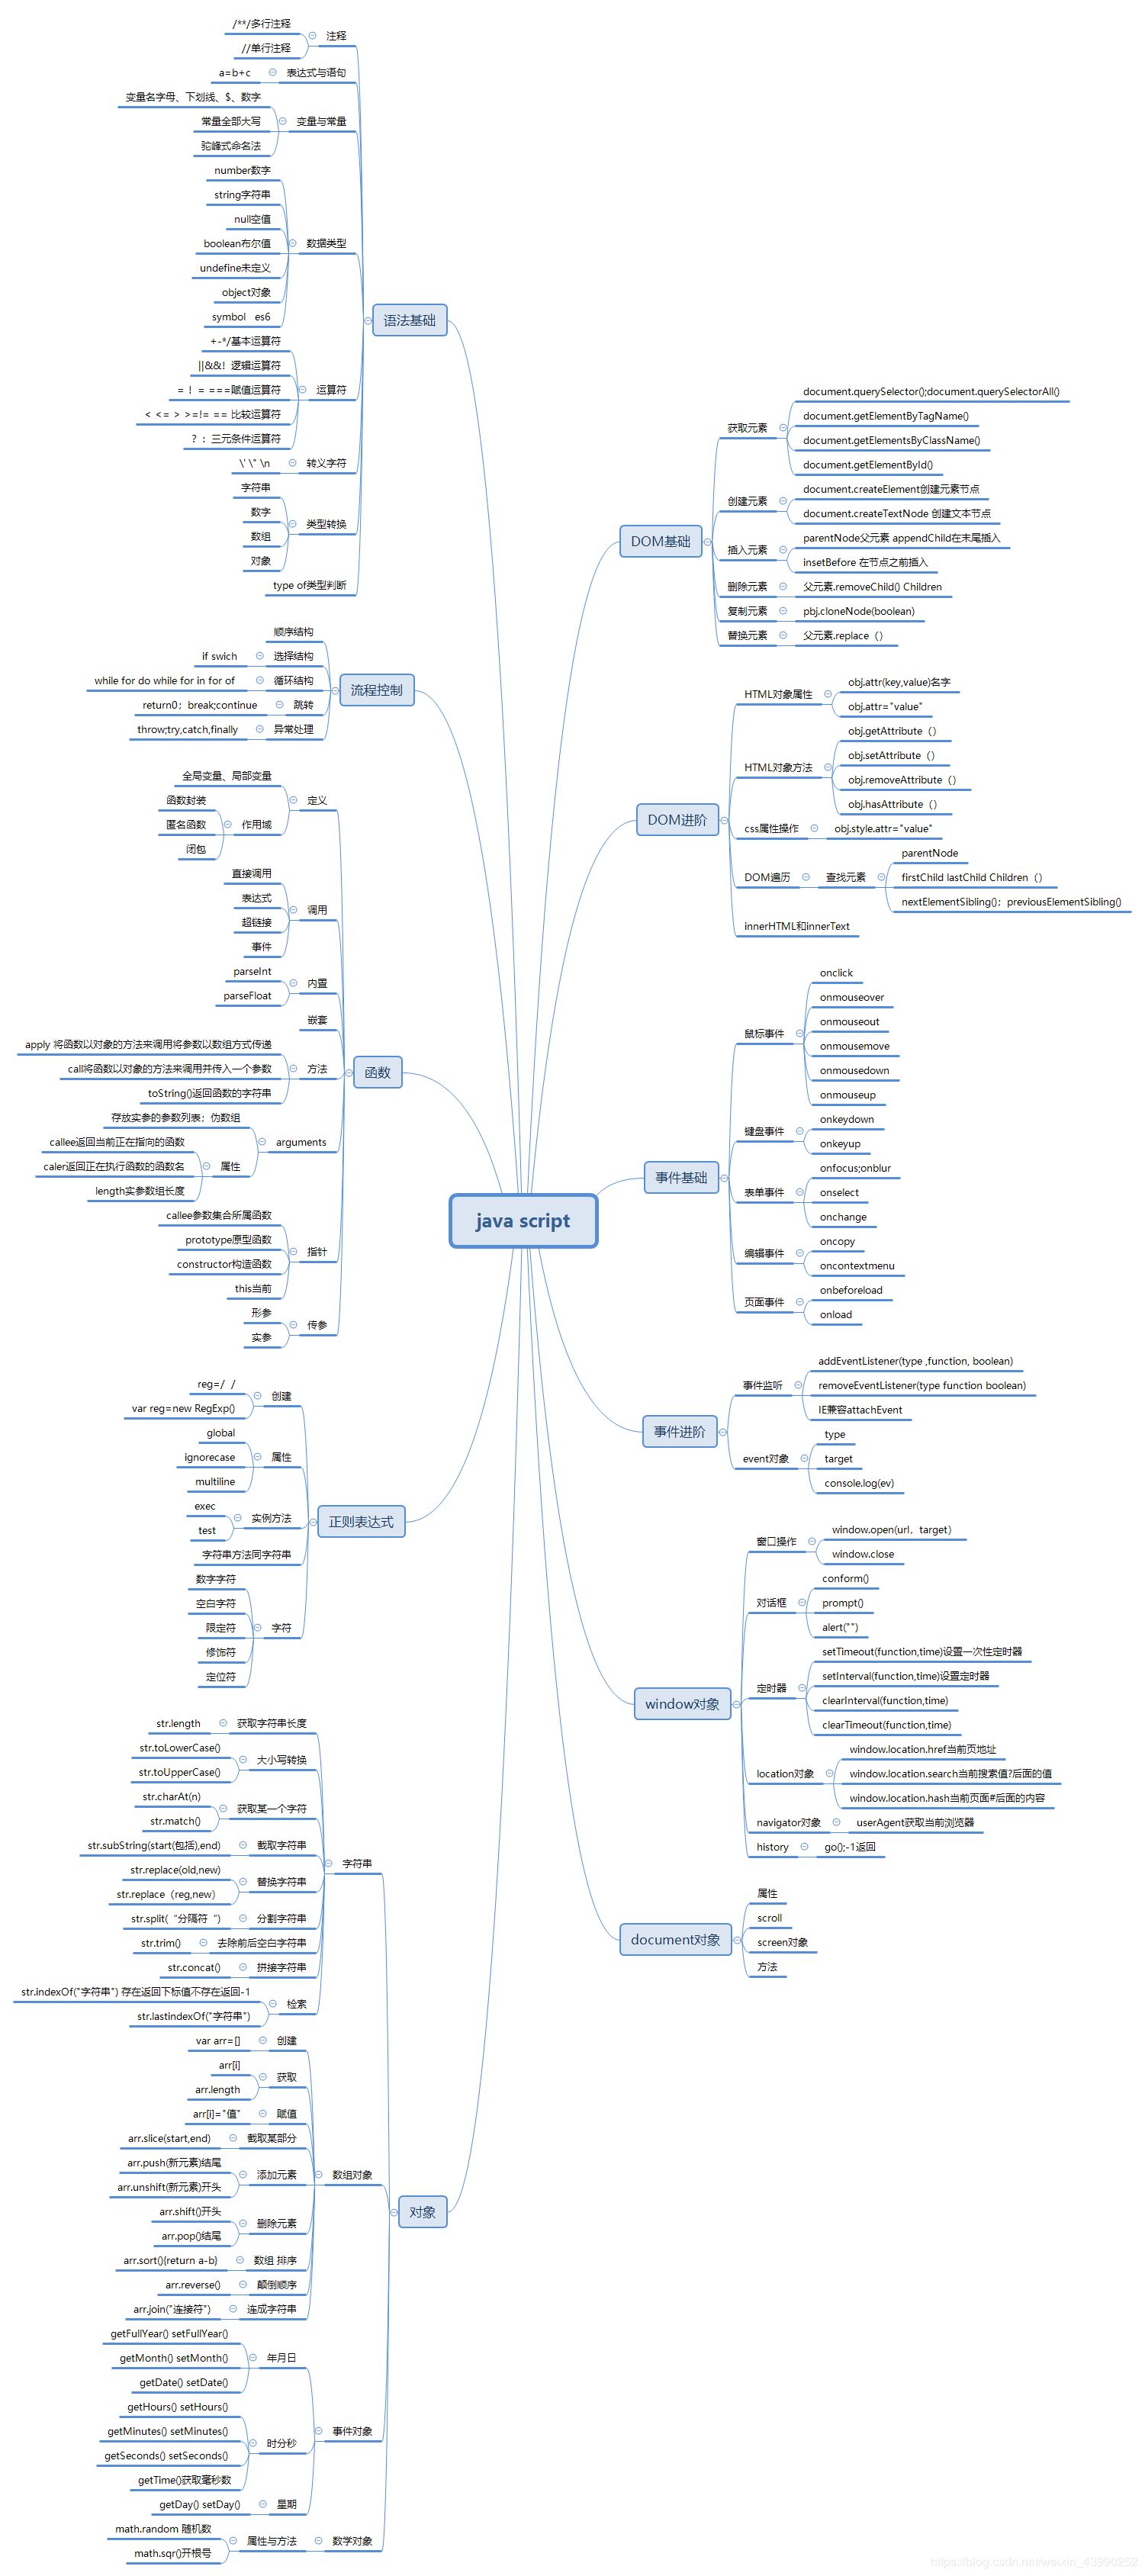 java script
语法基础
注释
/**/多行注释
//单行注释
表达式与语句
a=b+c
变量与常量
变量名字母、下划线、$、数字
常量全部大写
驼峰式命名法
数据类型
number数字
string字符串
null空值
boolean布尔值
undefine未定义
object对象
symbol es6
运算符
+-*/基本运算符
||&&! 逻辑运算符
= ! = ===赋值运算符
< <= > >=!= == 比较运算符
? : 三元条件运算符
转义字符
\' \" \n
类型转换
字符串
数字
数组
对象
type of类型判断
流程控制
顺序结构
选择结构
if swich
循环结构
while for do while for in for of
跳转
return0；break;continue
异常处理
throw;try,catch,finally
函数
定义
全局变量、局部变量
作用域
函数封装
匿名函数
闭包
调用
直接调用
表达式
超链接
事件
内置
parseInt
parseFloat
嵌套
方法
apply 将函数以对象的方法来调用将参数以数组方式传递
call将函数以对象的方法来调用并传入一个参数
toString()返回函数的字符串
arguments
存放实参的参数列表；伪数组
属性
callee返回当前正在指向的函数
caler返回正在执行函数的函数名
length实参数组长度
指针
callee参数集合所属函数
prototype原型函数
constructor构造函数
this当前
传参
形参
实参
正则表达式
创建
reg=/ /
var reg=new RegExp()
属性
global
ignorecase
multiline
实例方法
exec
test
字符串方法同字符串
字符
数字字符
空白字符
限定符
修饰符
定位符
对象
字符串
获取字符串长度
str.length
大小写转换
str.toLowerCase()
str.toUpperCase()
获取某一个字符
str.charAt(n)
str.match()
截取字符串
str.subString(start(包括),end)
替换字符串
str.replace(old,new)
str.replace（reg,new）
分割字符串
str.split(“分隔符“)
去除前后空白字符串
str.trim()
拼接字符串
str.concat()
检索
str.indexOf("字符串") 存在返回下标值不存在返回-1
str.lastindexOf("字符串")
数组对象
创建
var arr=[]
获取
arr[i]
arr.length
赋值
arr[i]="值"
截取某部分
arr.slice(start,end)
添加元素
arr.push(新元素)结尾
arr.unshift(新元素)开头
删除元素
arr.shift()开头
arr.pop()结尾
数组 排序
arr.sort(){return a-b}
颠倒顺序
arr.reverse()
连成字符串
arr.join("连接符")
事件对象
年月日
getFullYear() setFullYear()
getMonth() setMonth()
getDate() setDate()
时分秒
getHours() setHours()
getMinutes() setMinutes()
getSeconds() setSeconds()
getTime()获取毫秒数
星期
getDay() setDay()
数学对象
属性与方法
math.random 随机数
math.sqr()开根号
DOM基础
获取元素
document.querySelector();document.querySelectorAll()
document.getElementByTagName()
document.getElementsByClassName()
document.getElementById()
创建元素
document.createElement创建元素节点
document.createTextNode 创建文本节点
插入元素
parentNode父元素 appendChild在末尾插入
insetBefore 在节点之前插入
删除元素
父元素.removeChild() Children
复制元素
pbj.cloneNode(boolean)
替换元素
父元素.replace（）
DOM进阶
HTML对象属性
obj.attr(key,value)名字
obj.attr="value"
HTML对象方法
obj.getAttribute（）
obj.setAttribute（）
obj.removeAttribute（）
obj.hasAttribute（）
css属性操作
obj.style.attr="value"
DOM遍历
查找元素
parentNode
firstChild lastChild Children（）
nextElementSibling()；previousElementSibling()
innerHTML和innerText
事件基础
鼠标事件
onclick
onmouseover
onmouseout
onmousemove
onmousedown
onmouseup
键盘事件
onkeydown
onkeyup
表单事件
onfocus;onblur
onselect
onchange
编辑事件
oncopy
oncontextmenu
页面事件
onbeforeload
onload
事件进阶
事件监听
addEventListener(type ,function, boolean)
removeEventListener(type function boolean)
IE兼容attachEvent
event对象
type
target
console.log(ev)
window对象
窗口操作
window.open(url，target）
window.close
对话框
conform()
prompt()
alert("")
定时器
setTimeout(function,time)设置一次性定时器
setInterval(function,time)设置定时器
clearInterval(function,time)
clearTimeout(function,time)
location对象
window.location.href当前页地址
window.location.search当前搜索值?后面的值
window.location.hash当前页面#后面的内容
navigator对象
userAgent获取当前浏览器
history
go();-1返回
document对象
属性
scroll
screen对象
方法
https://blog.csdn.net/weixin_43990252